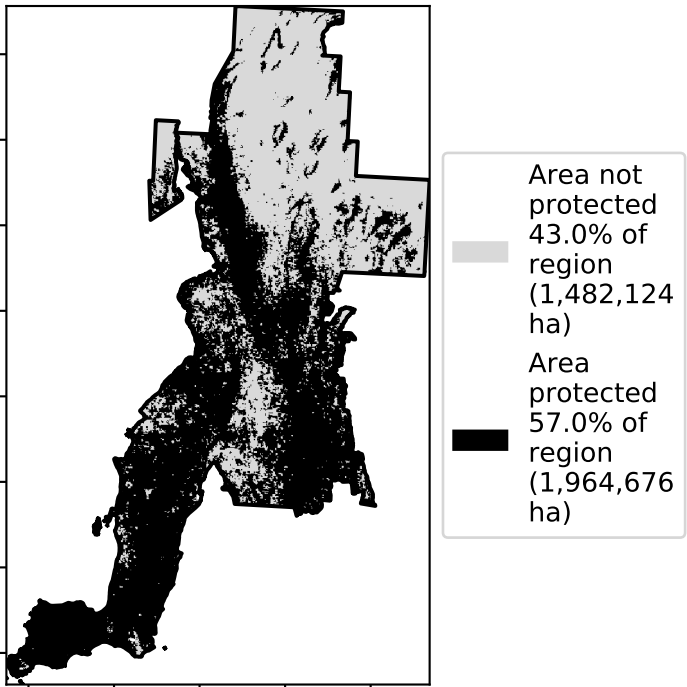 Area not
protected
43.0% of
region
(1,482,124
ha)
Area
protected
57.0% of
region
(1,964,676
ha)